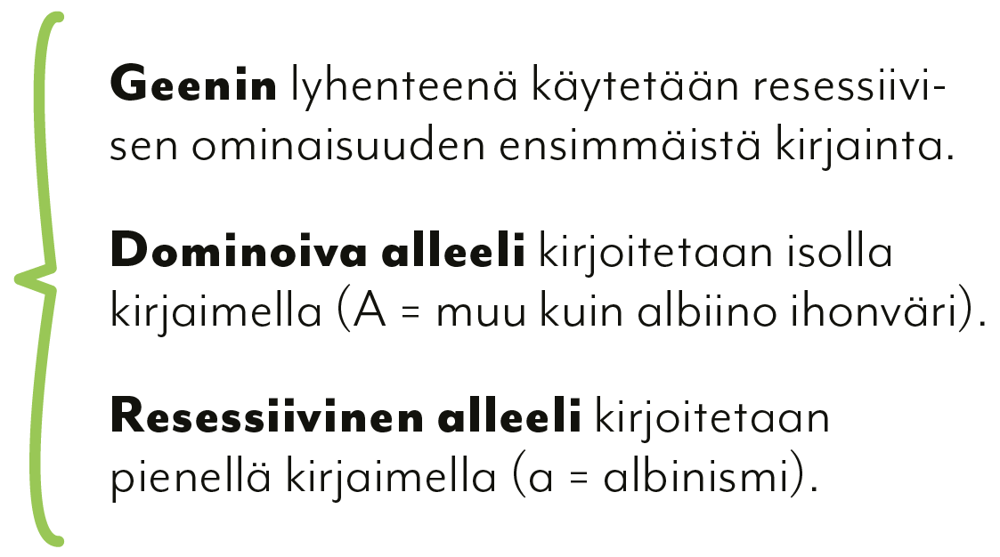 Geenin lyhenteenä käytetään resessiivi-
sen ominaisuuden ensimmäistä kirjainta.
Dominoiva alleeli kirjoitetaan isolla
kirjaimella (A = muu kuin albiino ihonväri).
Resessiivinen alleeli kirjoitetaan
pienellä kirjaimella (a = albinismi).